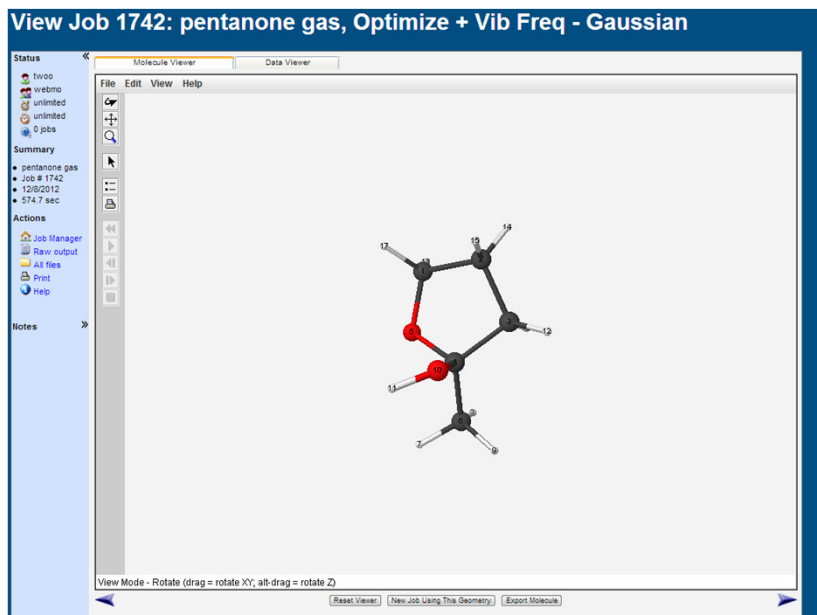 View Job 1742: pentanone gas, Optimize + Vib Freq - Gaussian
Status «
twoo
webmo
unlimited
unlimited
0 jobs
Summary
pentanone gas
Job # 1742
12/8/2012
574.7 sec
Actions
Job Manager
Raw output
All files
Print
Help
Notes »
Molecule Viewer Data Viewer
File Edit View Help
14
15
17
12
10
11
7
9
View Mode - Rotate (drag = rotate XY; alt-drag = rotate Z)
Reset Viewer New Job Using This Geometry Export Molecule